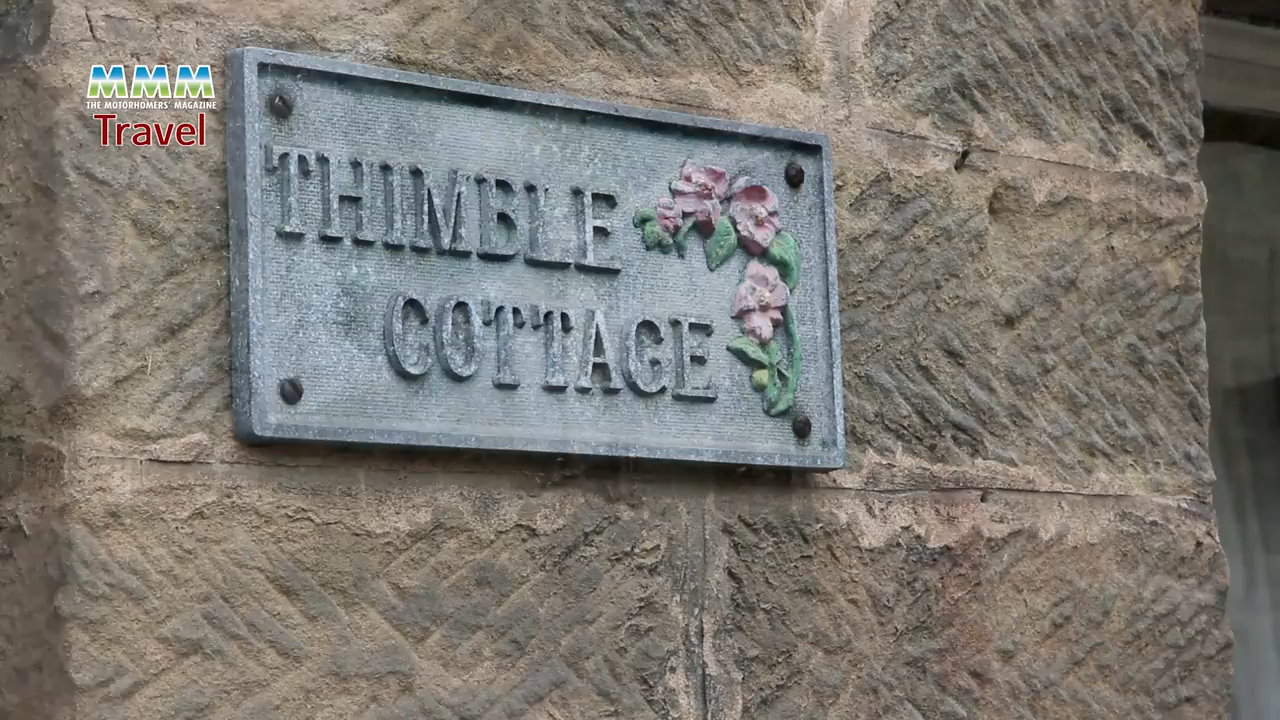 MMM
THE MOTORHOMERS' MAGAZINE
Travel
THIMBLE
COTTAGE